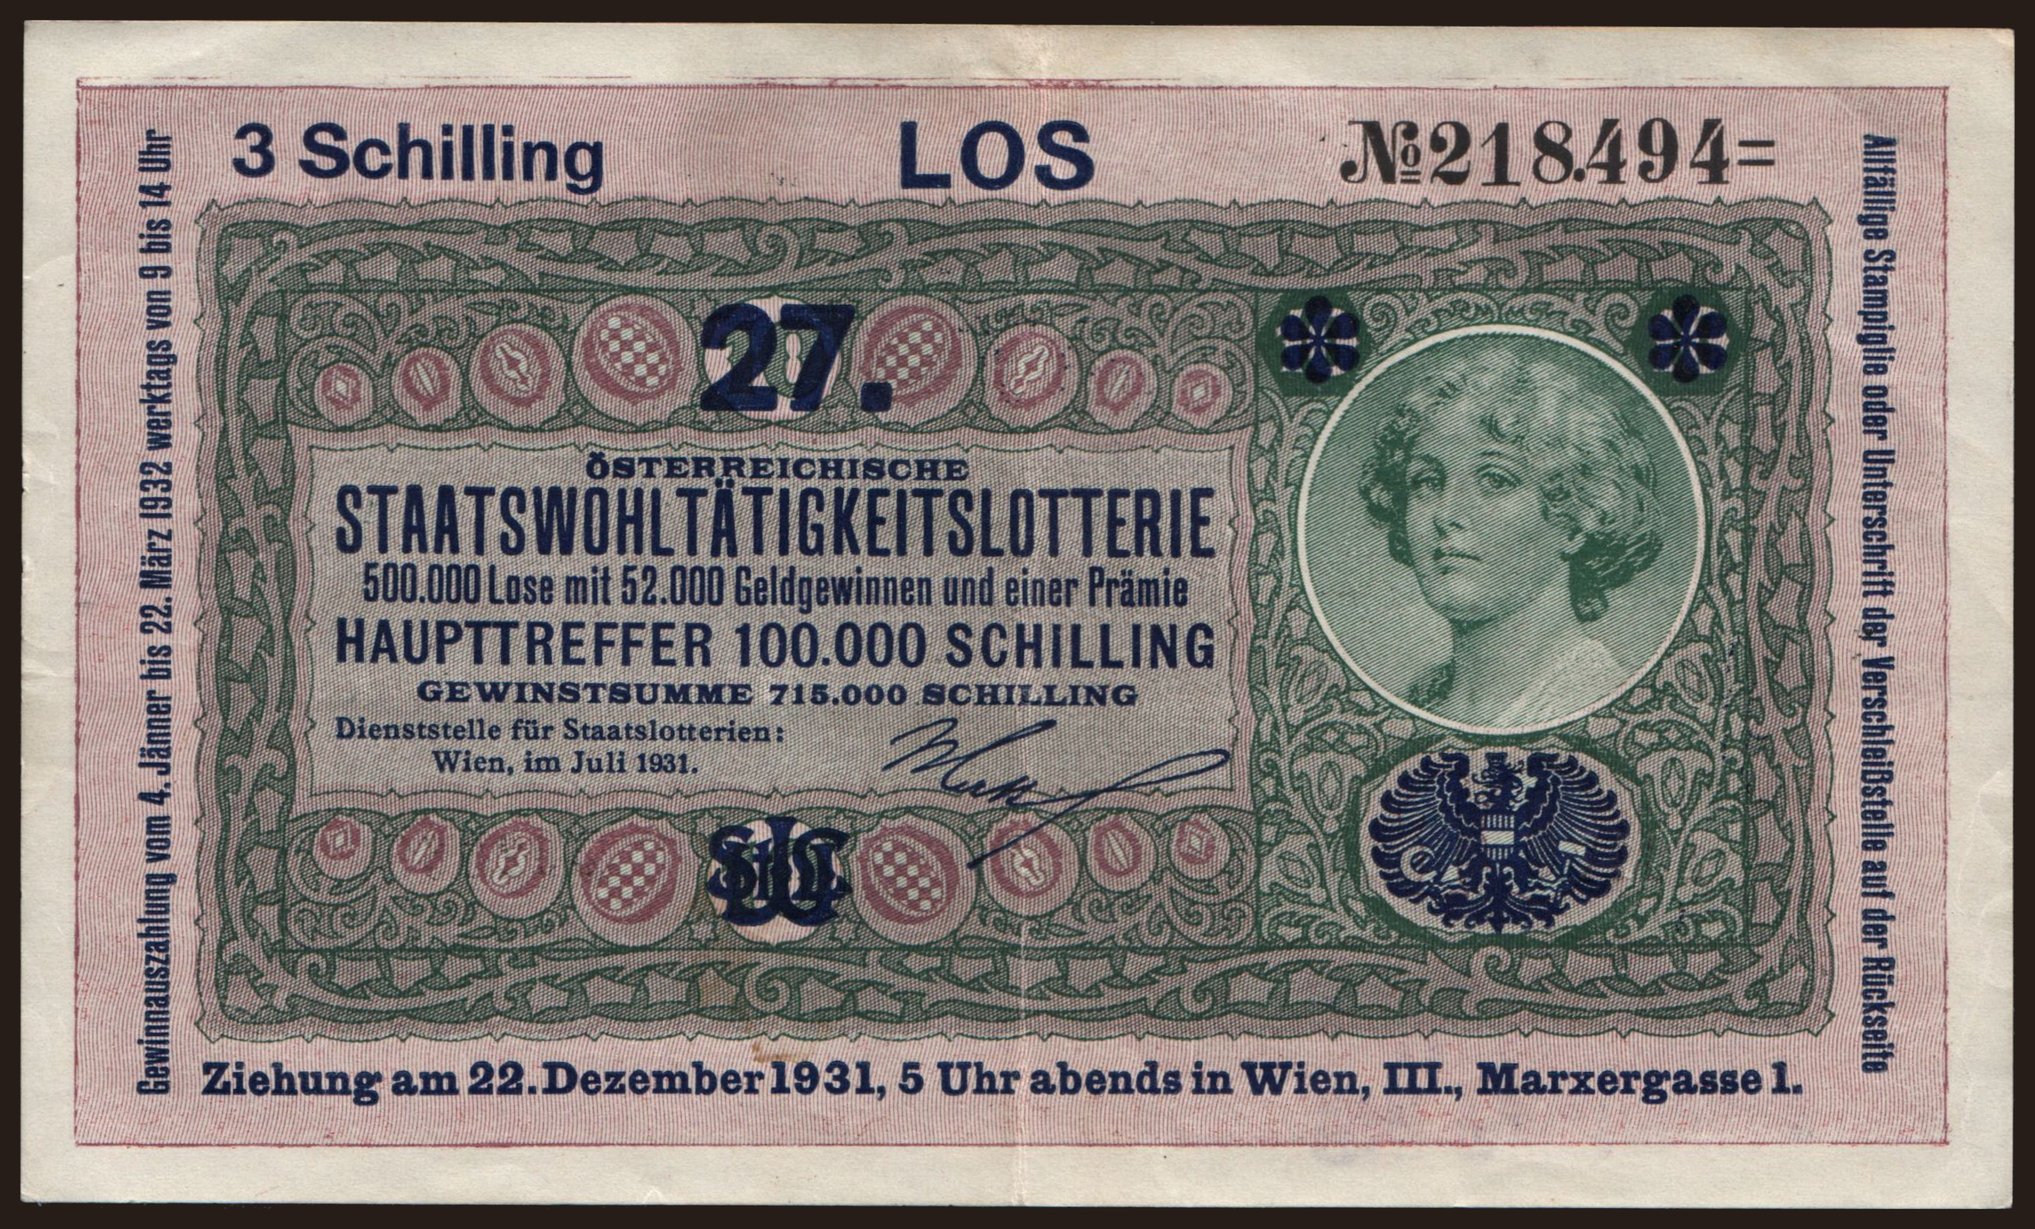 3 Schilling
LOS
№ 218.494=
Gewinnauszahlung von 4. Jänner bis 22. März 1932 werktags von 9 bis 14 Uhr
27.
ÖSTERREICHISCHE
STAATSWOHLTÄTIGKEITSLOTTERIE
500.000 Lose mit 52.000 Geldgewinnen und einer Prämie
HAUPTTREFFER 100.000 SCHILLING
GEWINSTSUMME 715.000 SCHILLING
Dienststelle für Staatslotterien:
Wien, im Juli 1931.
Ziehung am 22. Dezember 1931, 5 Uhr abends in Wien, III., Marxergasse 1.
Allfällige Stampiglie oder Unterschrift der Verschleißstelle auf der Rückseite